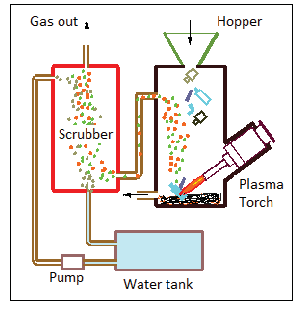 Gas out
Hopper
Scrubber
Plasma
Torch
Pump
Water tank